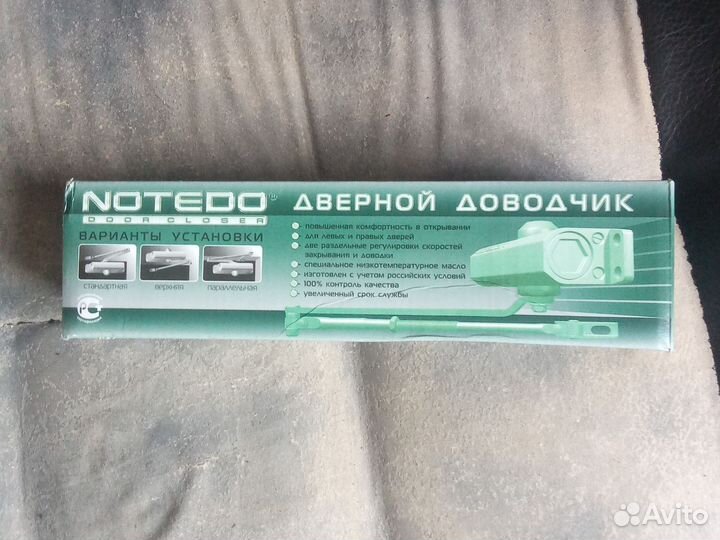 NOTEDO®
DOOR CLOSER
ВАРИАНТЫ УСТАНОВКИ
стандартная
верхняя
параллельная
ДВЕРНОЙ ДОВОДЧИК
повышенная комфортность в открывании
для левых и правых дверей
две раздельные регулировки скоростей
закрывания и доводки
специальное низкотемпературное масло
изготовлен с учетом российских условий
100% контроль качества
увеличенный срок службы
Avito